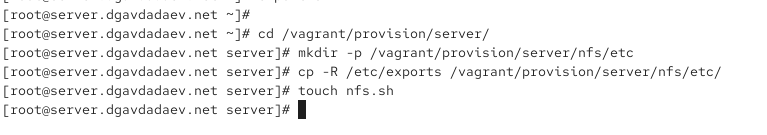 [root@server.dgavdadaev.net ~]#
[root@server.dgavdadaev.net ~]# cd /vagrant/provision/server/
[root@server.dgavdadaev.net server]# mkdir -p /vagrant/provision/server/nfs/etc
[root@server.dgavdadaev.net server]# cp -R /etc/exports /vagrant/provision/server/nfs/etc/
[root@server.dgavdadaev.net server]# touch nfs.sh
[root@server.dgavdadaev.net server]#